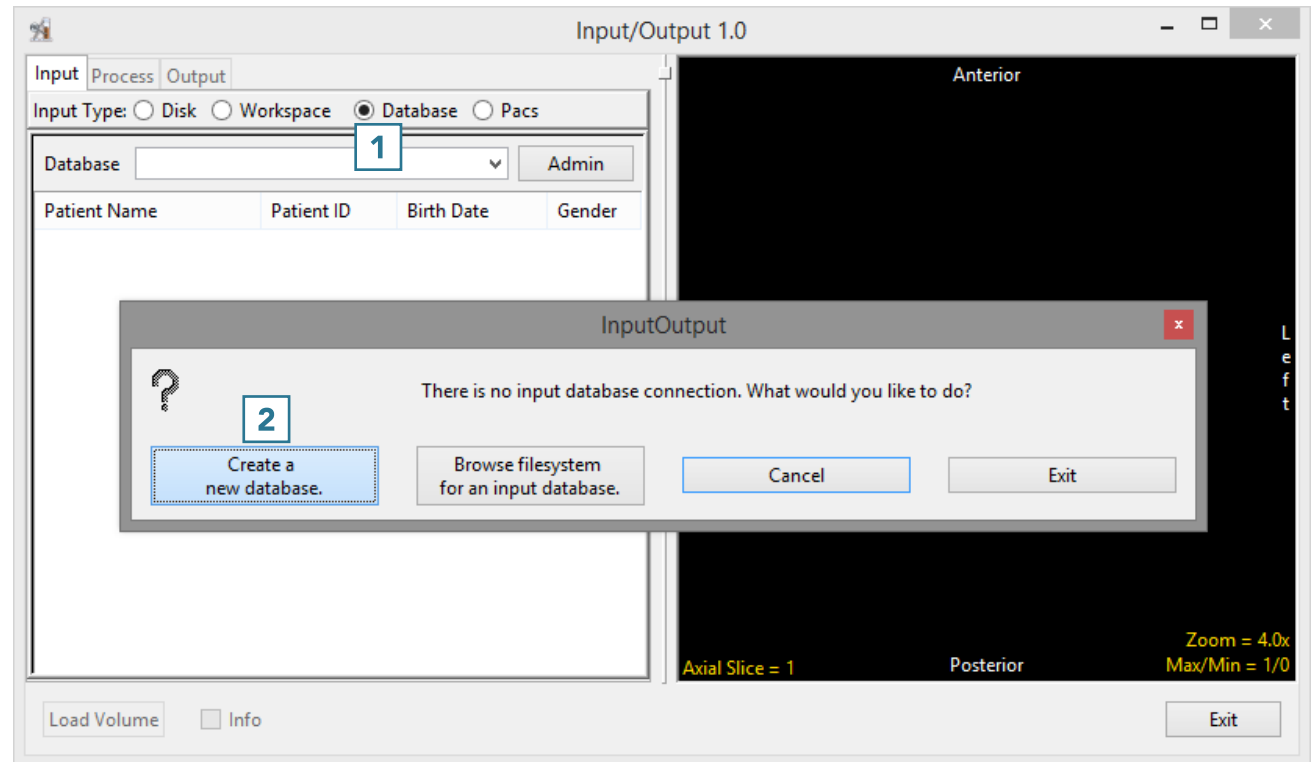 Input/Output 1.0
Input Process Output
Input Type: Disk Workspace Database Pacs
1
Database Admin
Patient Name Patient ID Birth Date Gender
Anterior
Left
InputOutput
There is no input database connection. What would you like to do?
2
Create a
new database.
Browse filesystem
for an input database.
Cancel
Exit
Zoom = 4.0x
Axial Slice = 1 Posterior Max/Min = 1/0
Load Volume Info Exit